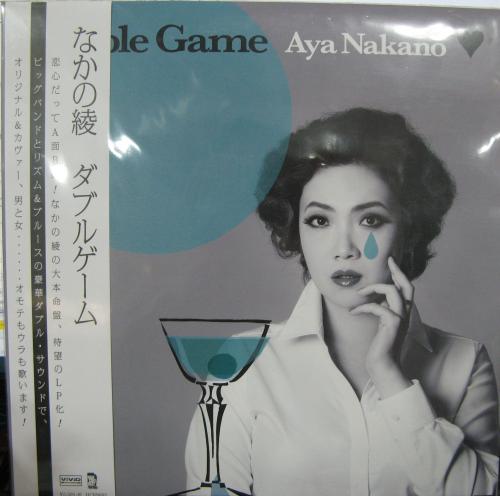 ble Game Aya Nakano
なかの綾 ダブルゲーム
恋心だってA面B
！なかの綾の大本命盤、待望のLP化！
ビッグバンドとリズム&ブルースの豪華ダブル・サウンドで、
オリジナル&カヴァー、男と女……オモテもウラも歌います！
VIVID